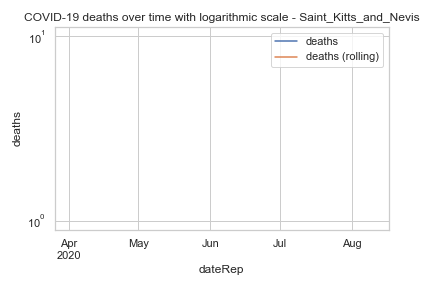 COVID-19 deaths over time with logarithmic scale - Saint_Kitts_and_Nevis
10¹
deaths
deaths (rolling)
deaths
10⁰
Apr May Jun Jul Aug
2020
dateRep